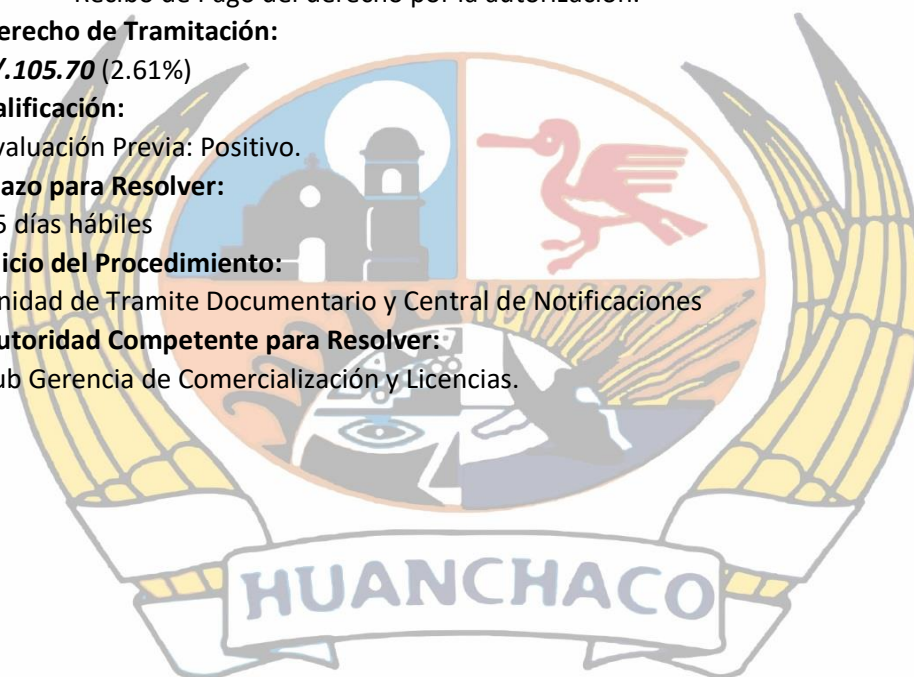 Recibo de Pago del derecho por la autorización.
erecho de Tramitación:
/.105.70 (2.61%)
alificación:
valuación Previa: Positivo.
azo para Resolver:
5 días hábiles
icio del Procedimiento:
nidad de Tramite Documentario y Central de Notificaciones
utoridad Competente para Resolver:
ub Gerencia de Comercialización y Licencias.
HUANCHACO